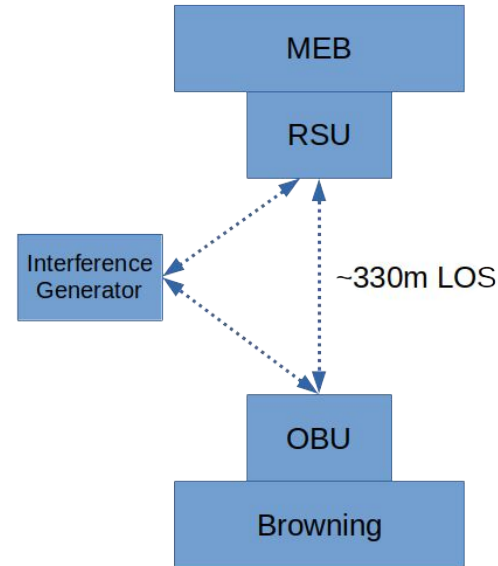 MEB
RSU
Interference
Generator
~330m LOS
OBU
Browning